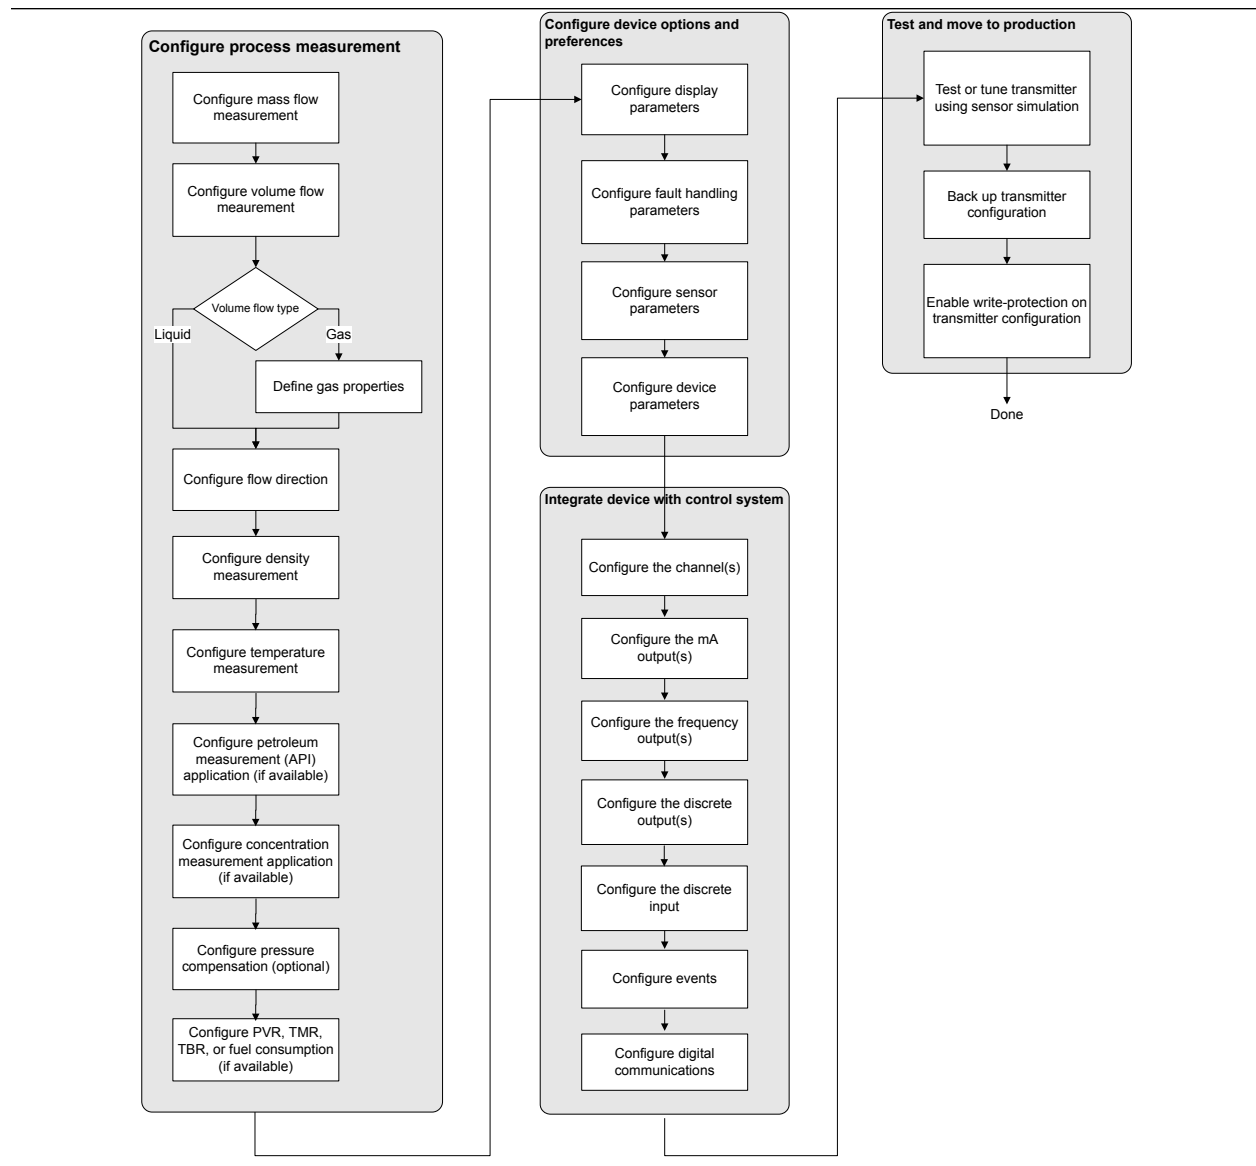 Configure process measurement
Configure mass flow
measurement
Configure volume flow
meaurement
Volume flow type
Liquid
Gas
Define gas properties
Configure flow direction
Configure density
measurement
Configure temperature
measurement
Configure petroleum
measurement (API)
application (if available)
Configure concentration
measurement application
(if available)
Configure pressure
compensation (optional)
Configure PVR, TMR,
TBR, or fuel consumption
(if available)
Configure device options and
preferences
Configure display
parameters
Configure fault handling
parameters
Configure sensor
parameters
Configure device
parameters
Integrate device with control system
Configure the channel(s)
Configure the mA
output(s)
Configure the frequency
output(s)
Configure the discrete
output(s)
Configure the discrete
input
Configure events
Configure digital
communications
Test and move to production
Test or tune transmitter
using sensor simulation
Back up transmitter
configuration
Enable write-protection on
transmitter configuration
Done